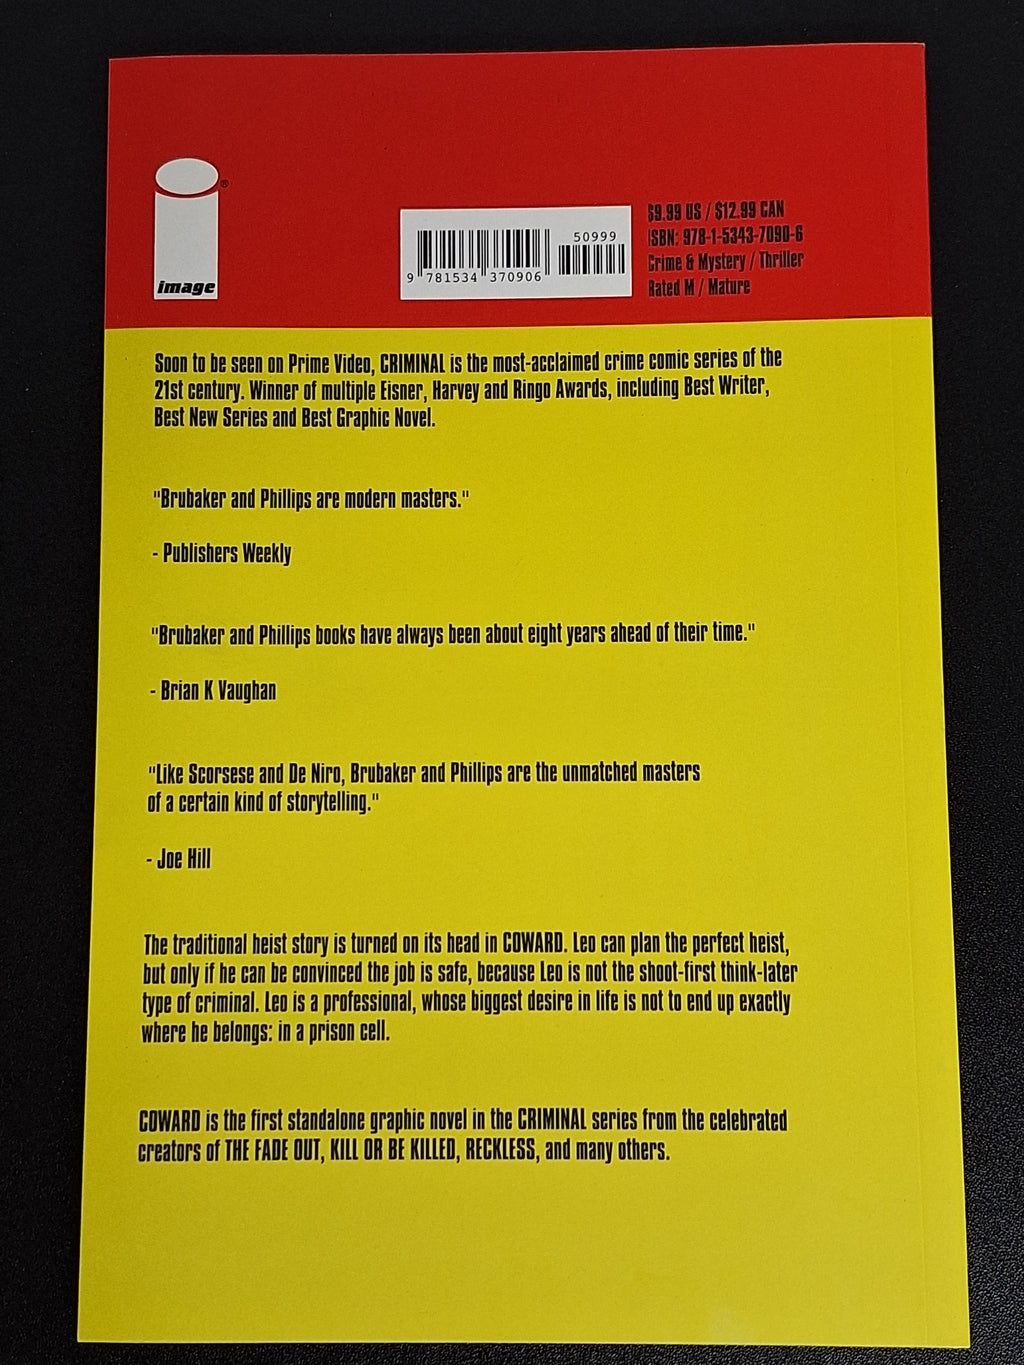 ®
image
50999
9 781534 370906
$9.99 US / $12.99 CAN
ISBN: 978-1-5343-7090-6
Crime & Mystery / Thriller
Rated M / Mature
Soon to be seen on Prime Video, CRIMINAL is the most-acclaimed crime comic series of the
21st century. Winner of multiple Eisner, Harvey and Ringo Awards, including Best Writer,
Best New Series and Best Graphic Novel.
"Brubaker and Phillips are modern masters."
- Publishers Weekly
"Brubaker and Phillips books have always been about eight years ahead of their time."
- Brian K Vaughan
"Like Scorsese and De Niro, Brubaker and Phillips are the unmatched masters
of a certain kind of storytelling."
- Joe Hill
The traditional heist story is turned on its head in COWARD. Leo can plan the perfect heist,
but only if he can be convinced the job is safe, because Leo is not the shoot-first think-later
type of criminal. Leo is a professional, whose biggest desire in life is not to end up exactly
where he belongs: in a prison cell.
COWARD is the first standalone graphic novel in the CRIMINAL series from the celebrated
creators of THE FADE OUT, KILL OR BE KILLED, RECKLESS, and many others.